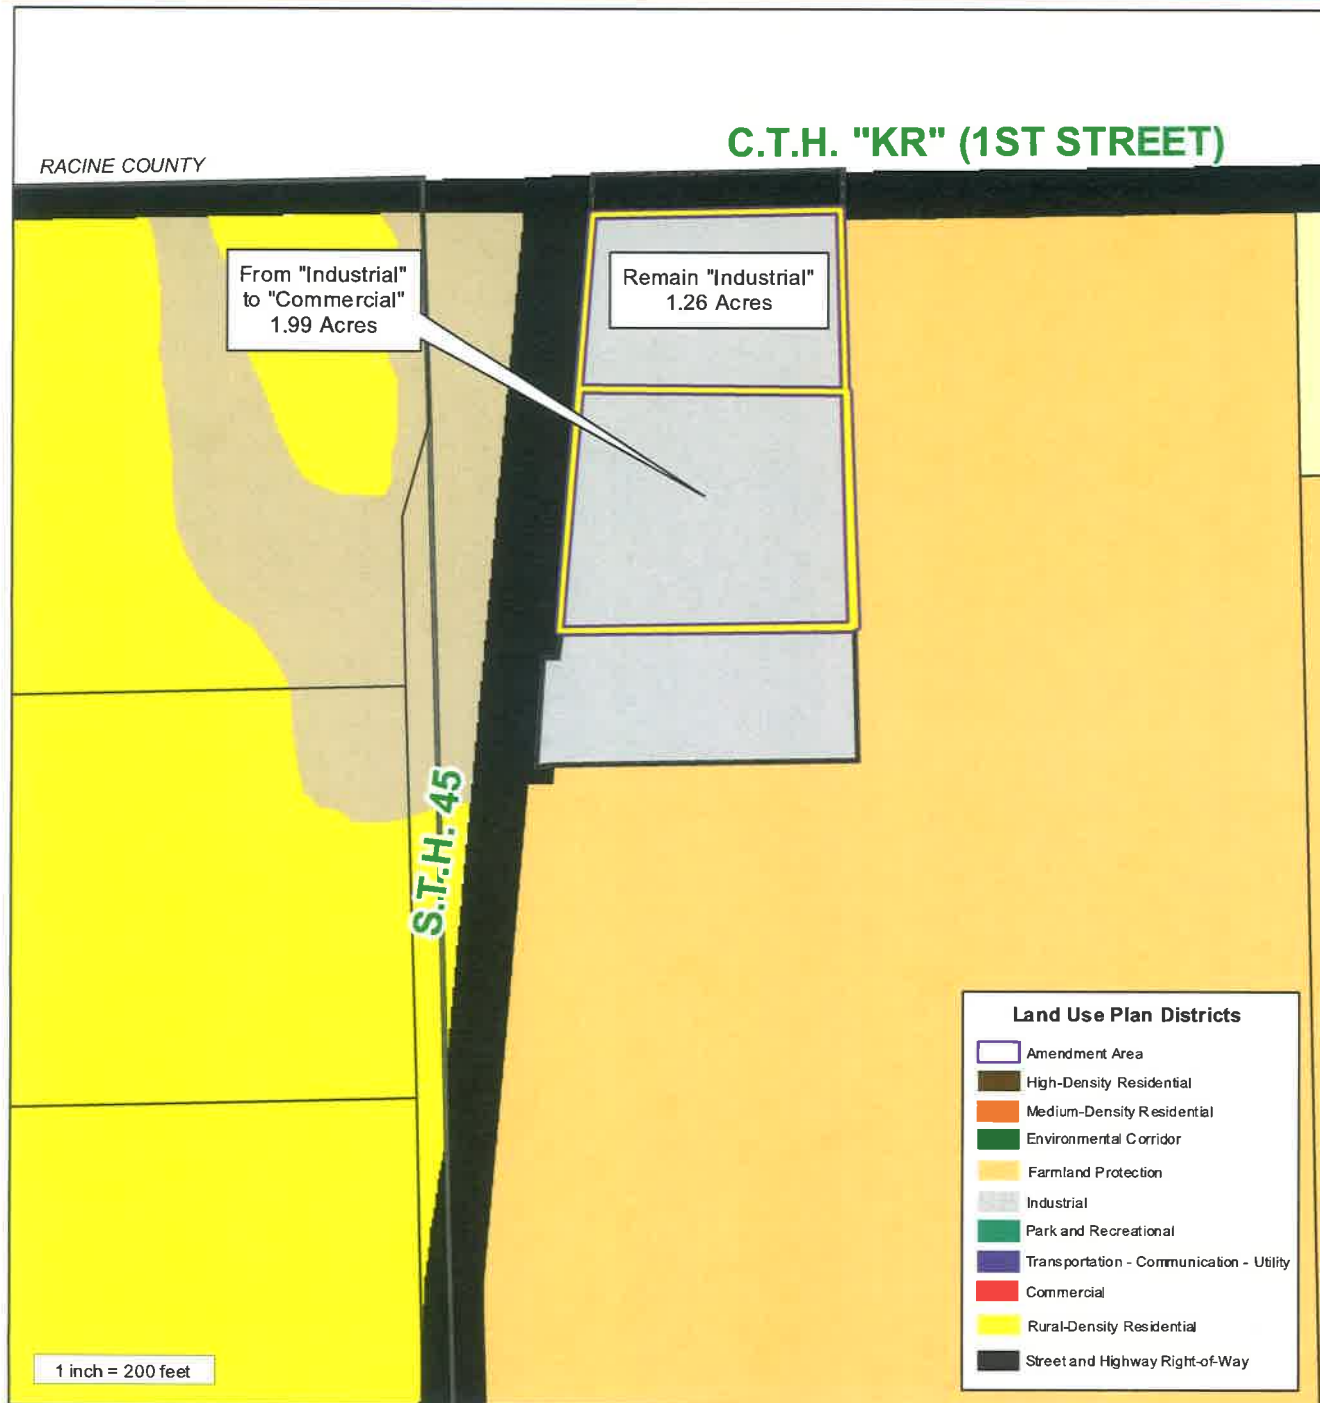 C.T.H. "KR" (1ST STREET)
RACINE COUNTY
From "Industrial"
to "Commercial"
1.99 Acres
Remain "Industrial"
1.26 Acres
S.T.H. 45
Land Use Plan Districts
Amendment Area
High-Density Residential
Medium-Density Residential
Environmental Corridor
Farmland Protection
Industrial
Park and Recreational
Transportation - Communication - Utility
Commercial
Rural-Density Residential
Street and Highway Right-of-Way
1 inch = 200 feet